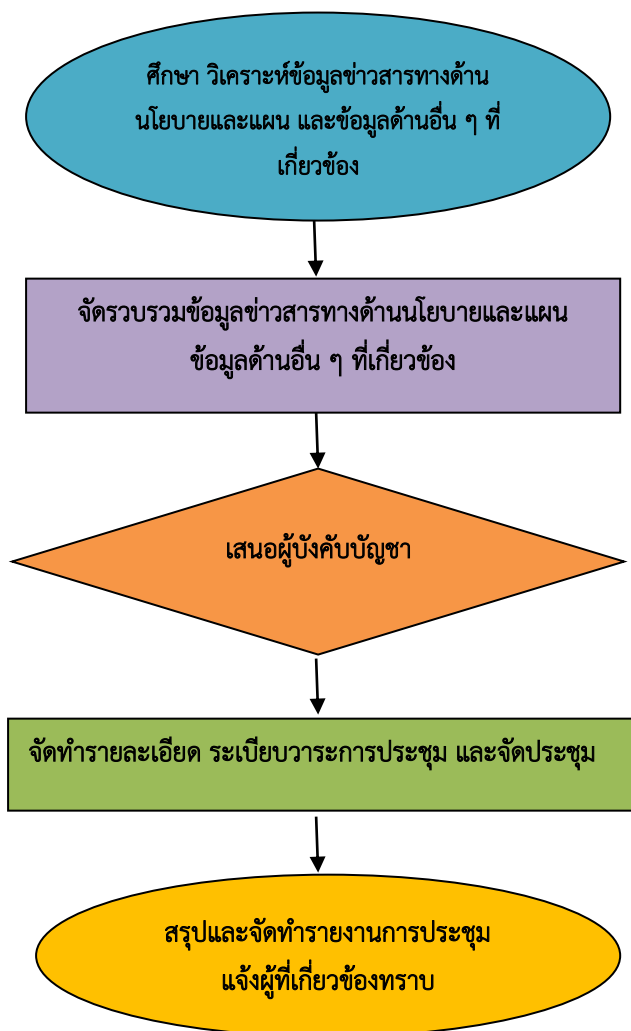 ศึกษา วิเคราะห์ข้อมูลข่าวสารทางด้าน
นโยบายและแผน และข้อมูลด้านอื่น ๆ ที่
เกี่ยวข้อง
จัดรวบรวมข้อมูลข่าวสารทางด้านนโยบายและแผน
ข้อมูลด้านอื่น ๆ ที่เกี่ยวข้อง
เสนอผู้บังคับบัญชา
จัดทำรายละเอียด ระเบียบวาระการประชุม และจัดประชุม
สรุปและจัดทำรายงานการประชุม
แจ้งผู้ที่เกี่ยวข้องทราบ